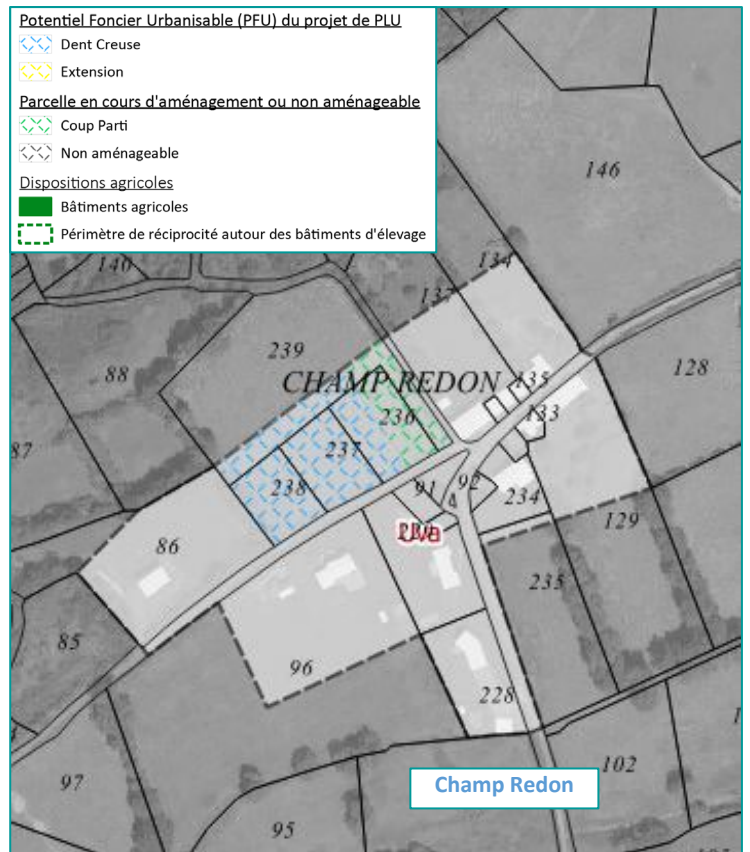 Potentiel Foncier Urbanisable (PFU) du projet de PLU
Dent Creuse
Extension
Parcelle en cours d'aménagement ou non aménageable
Coup Parti
Non aménageable
Dispositions agricoles
Bâtiments agricoles
Périmètre de réciprocité autour des bâtiments d'élevage
146
134
140
239
88
CHAMP REDON
135
128
133
236
87
237
238
91
92
234
86
129
235
85
96
228
102
97
Champ Redon
95